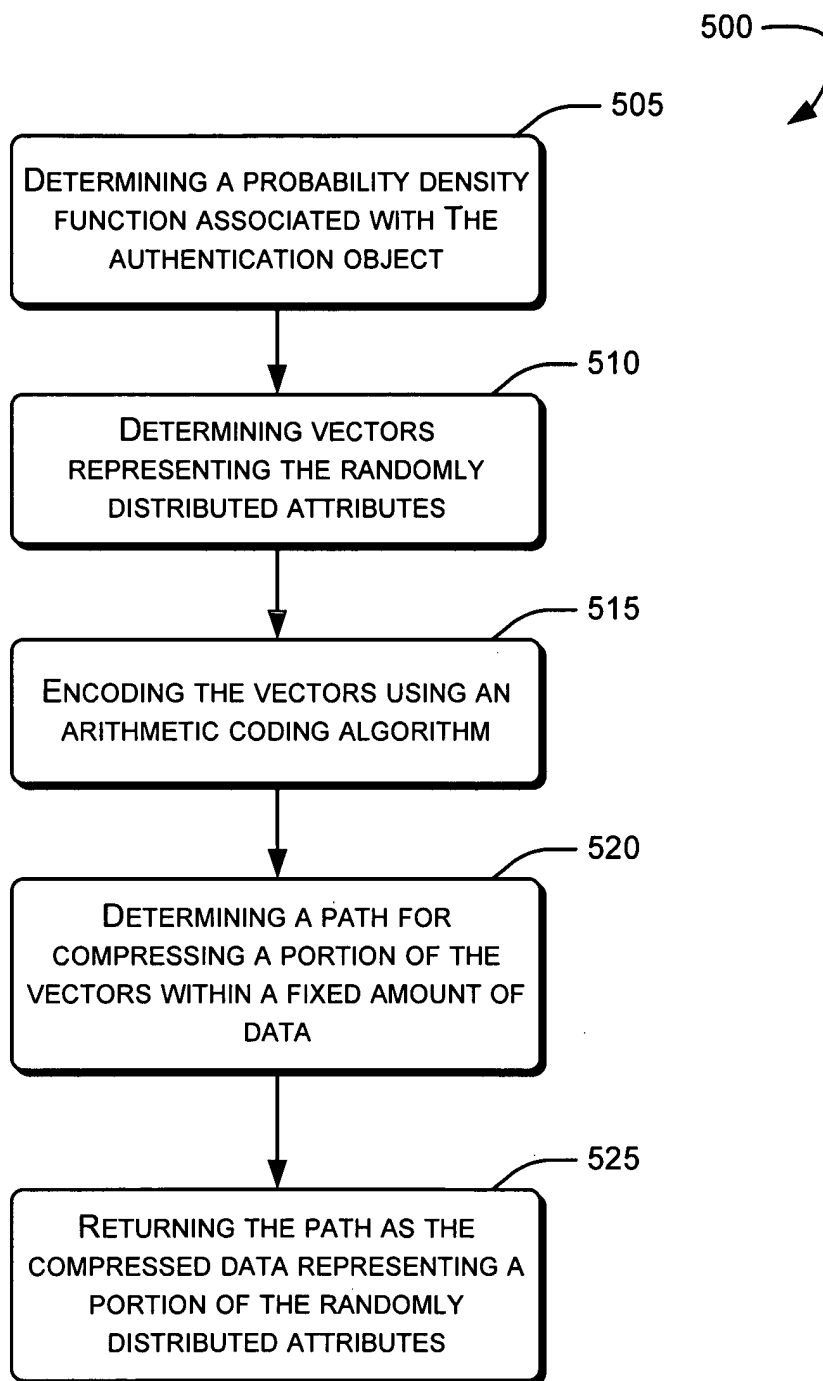 500
505
DETERMINING A PROBABILITY DENSITY
FUNCTION ASSOCIATED WITH THE
AUTHENTICATION OBJECT
510
DETERMINING VECTORS
REPRESENTING THE RANDOMLY
DISTRIBUTED ATTRIBUTES
515
ENCODING THE VECTORS USING AN
ARITHMETIC CODING ALGORITHM
520
DETERMINING A PATH FOR
COMPRESSING A PORTION OF THE
VECTORS WITHIN A FIXED AMOUNT OF
DATA
525
RETURNING THE PATH AS THE
COMPRESSED DATA REPRESENTING A
PORTION OF THE RANDOMLY
DISTRIBUTED ATTRIBUTES